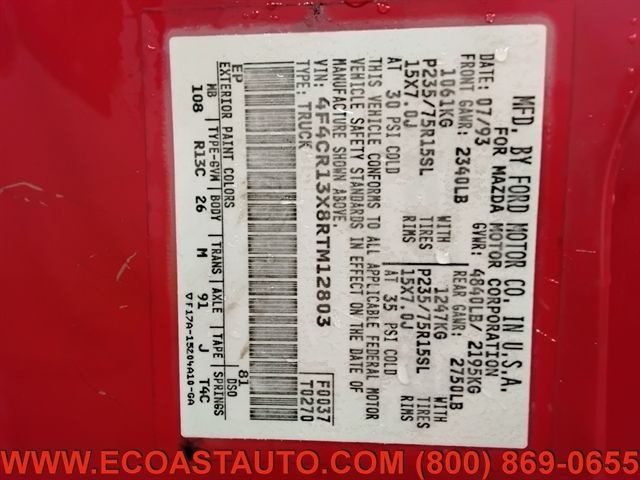 MFD. BY FORD MOTOR CO. IN U.S.A.
FOR MAZDA MOTOR CORPORATION
DATE: 07/93 GVWR: 4840LB/ 2195KG
FRONT GAWR: 2340LB REAR GAWR: 2750LB
1061KG WITH 1247KG WITH
P235/75R15SL TIRES P235/75R15SL TIRES
15X7.0J RIMS 15X7.0J RIMS
AT 30 PSI COLD AT 35 PSI COLD
THIS VEHICLE CONFORMS TO ALL APPLICABLE FEDERAL MOTOR
VEHICLE SAFETY STANDARDS IN EFFECT ON THE DATE OF
MANUFACTURE SHOWN ABOVE.
VIN: 4F4CR13X8RTM12803
TYPE: TRUCK
F0037
T0270
EP 81
EXTERIOR PAINT COLORS DSO
WB TYPE-GVM BODY TRANS AXLE TAPE SPRINGS
108 R13C 26 M 91 J T4C
▽F17A-15204A10-GA
WWW.ECOASTAUTO.COM (800) 869-0655